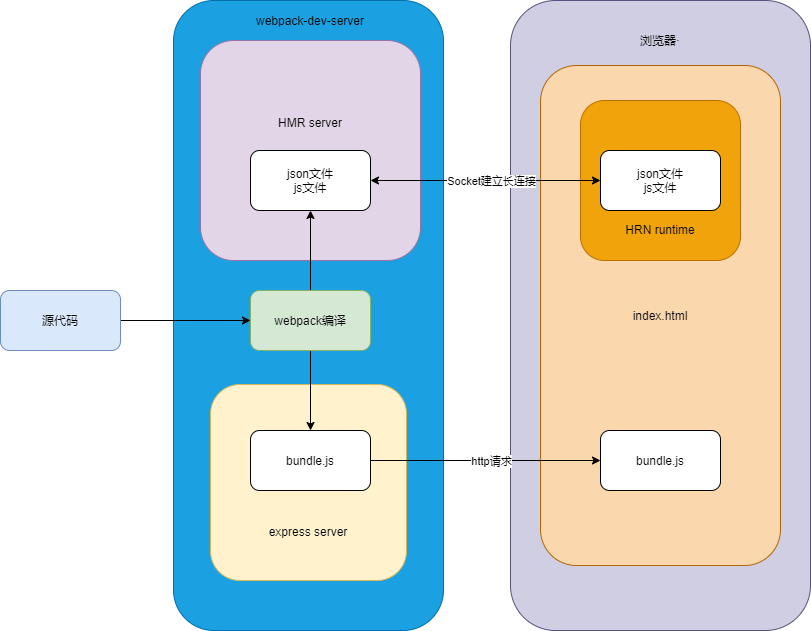 webpack-dev-server
浏览器
HMR server
json文件
js文件
Socket建立长连接
json文件
js文件
HRN runtime
源代码
webpack编译
index.html
bundle.js
http请求
bundle.js
express server